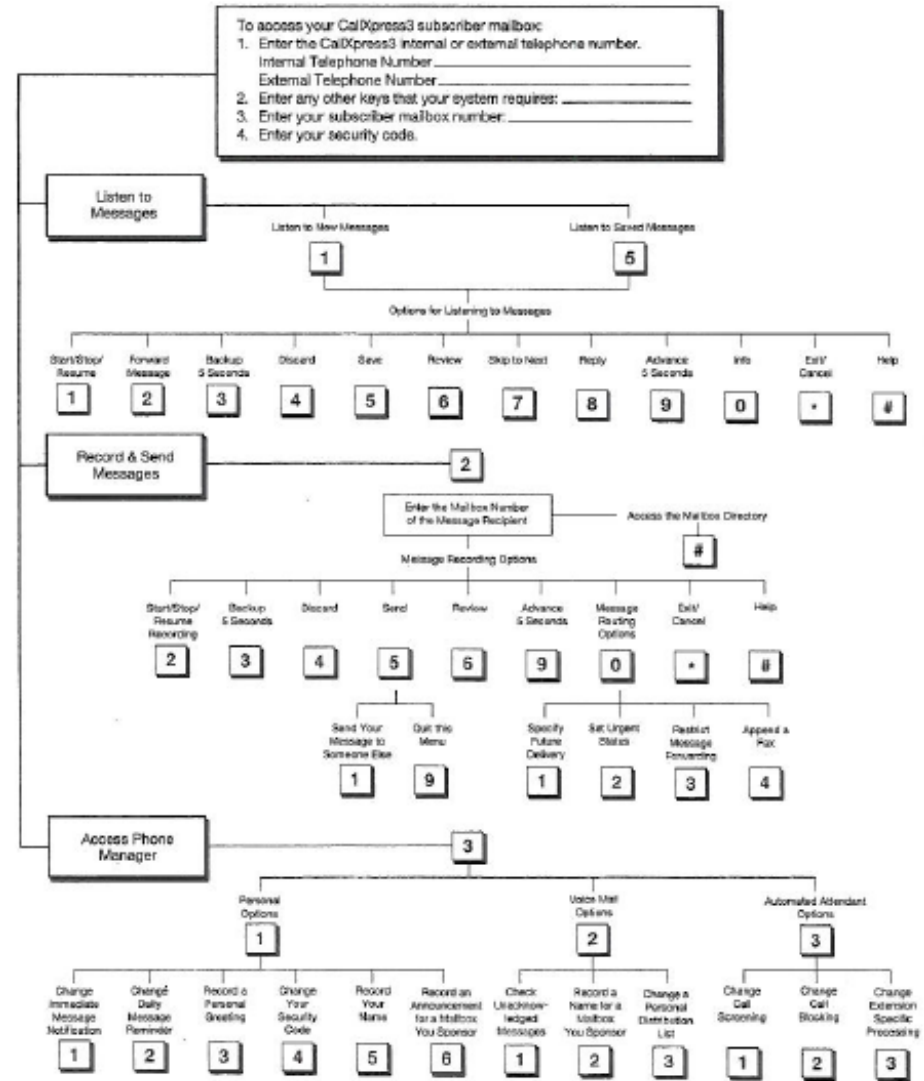 To access your CallXpress3 subscriber mailbox:
1. Enter the CallXpress3 internal or external telephone number.
Internal Telephone Number
External Telephone Number
2. Enter any other keys that your system requires:
3. Enter your subscriber mailbox number:
4. Enter your security code.
Listen to
Messages
Listen to New Messages
1
Listen to Saved Messages
5
Options for Listening to Messages
Start/Stop/
Resume
1
Forward
Message
2
Backup
5 Seconds
3
Discard
4
Save
5
Review
6
Skip to Next
7
Reply
8
Advance
5 Seconds
9
Info
0
Exit/
Cancel
*
Help
#
Record & Send
Messages
2
Enter the Mailbox Number
of the Message Recipient
Access the Mailbox Directory
#
Message Recording Options
Start/Stop/
Resume
Recording
2
Backup
5 Seconds
3
Discard
4
Send
5
Review
6
Advance
5 Seconds
9
Message
Routing
Options
0
Exit/
Cancel
*
Help
#
Send Your
Message to
Someone Else
1
Quit this
Menu
9
Specify
Future
Delivery
1
Set Urgent
Status
2
Restrict
Message
Forwarding
3
Append a
Fax
4
Access Phone
Manager
3
Personal
Options
1
Voice Mail
Options
2
Automated Attendant
Options
3
Change
Immediate
Message
Notification
1
Change
Daily
Message
Reminder
2
Record a
Personal
Greeting
3
Change
Your
Security
Code
4
Record
Your
Name
5
Record an
Announcement
for a Mailbox
You Sponsor
6
Check
Unacknow-
ledged
Messages
1
Record a
Name for a
Mailbox
You Sponsor
2
Change a
Personal
Distribution
List
3
Change
Call
Screening
1
Change
Call
Blocking
2
Change
Extension
Specific
Processing
3